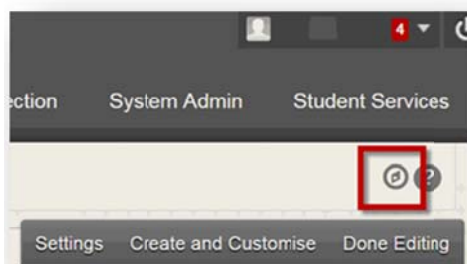 4
ection System Admin Student Services
?
Settings Create and Customise Done Editing